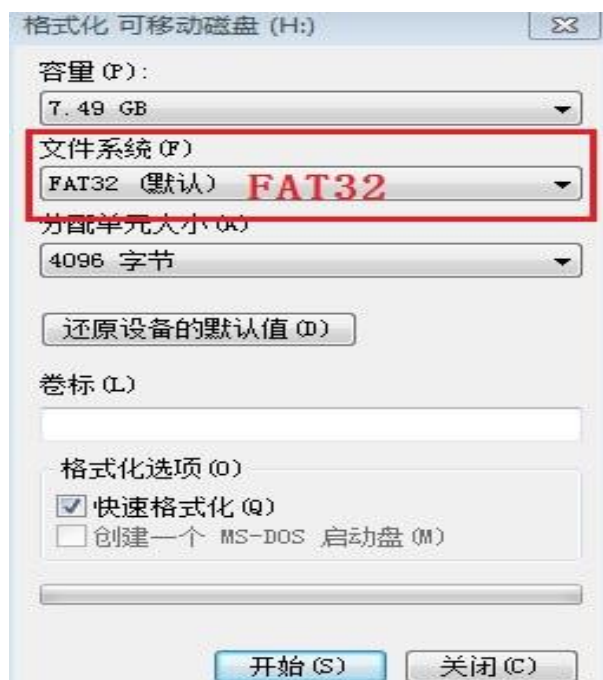 格式化 可移动磁盘 (H:)
容量(P):
7.49 GB
文件系统(F)
FAT32 (默认) FAT32
分配单元大小(A)
4096 字节
还原设备的默认值(D)
卷标(L)
格式化选项(O)
快速格式化(Q)
创建一个 MS-DOS 启动盘(M)
开始(S) 关闭(C)